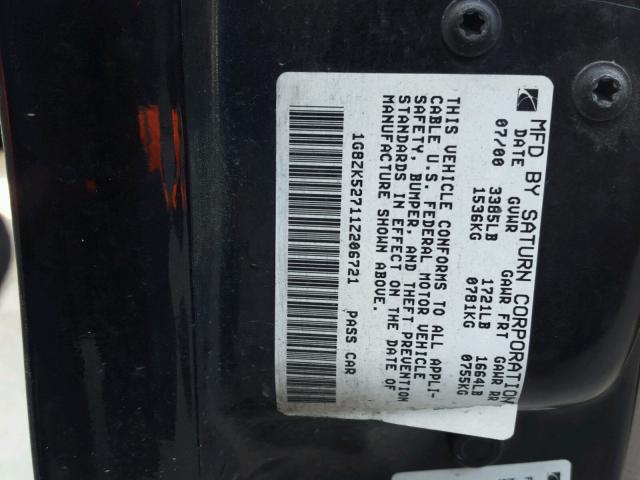 MFD BY SATURN CORPORATION
DATE GVWR GAWR FRT GAWR RR
07/00 3385LB 1721LB 1664LB
1536KG 0781KG 0755KG
THIS VEHICLE CONFORMS TO ALL APPLI-
CABLE U.S. FEDERAL MOTOR VEHICLE
SAFETY, BUMPER, AND THEFT PREVENTION
STANDARDS IN EFFECT ON THE DATE OF
MANUFACTURE SHOWN ABOVE.
1G8ZK52711Z206721 PASS CAR